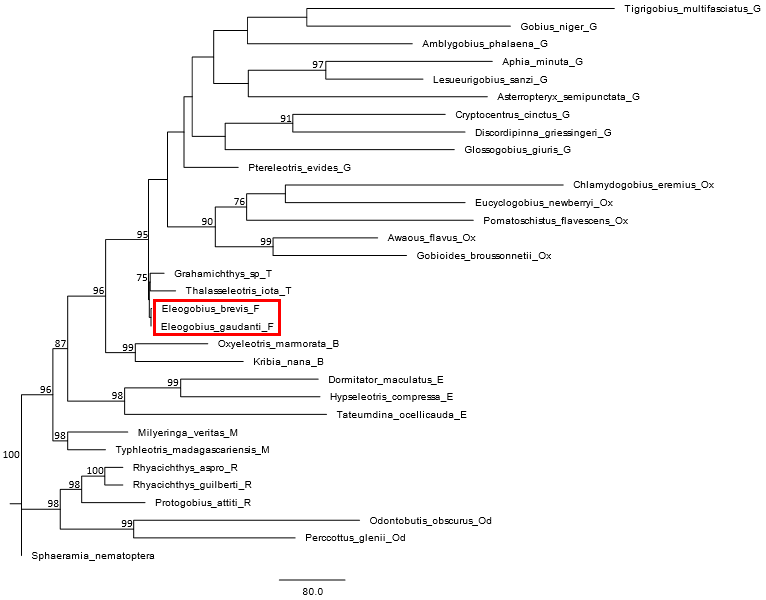 Tigrigobius_multifasciatus_G
Gobius_niger_G
Amblygobius_phalaena_G
97
Aphia_minuta_G
Lesueurigobius_sanzi_G
Asterropteryx_semipunctata_G
91
Cryptocentrus_cinctus_G
Discordipinna_griessingeri_G
Glossogobius_giuris_G
Ptereleotris_evides_G
Chlamydogobius_eremius_Ox
76
Eucyclogobius_newberryi_Ox
90
Pomatoschistus_flavescens_Ox
95
99
Awaous_flavus_Ox
Gobioides_broussonnetii_Ox
75
Grahamichthys_sp_T
96
Thalasseleotris_iota_T
Eleogobius_brevis_F
Eleogobius_gaudanti_F
87
99
Oxyeleotris_marmorata_B
Kribia_nana_B
99
Dormitator_maculatus_E
96
98
Hypseleotris_compressa_E
Tateurndina_ocellicauda_E
98
Milyeringa_veritas_M
Typhleotris_madagascariensis_M
100
100
Rhyacichthys_aspro_R
98
Rhyacichthys_guilberti_R
98
Protogobius_attiti_R
99
Odontobutis_obscurus_Od
Perccottus_glenii_Od
Sphaeramia_nematoptera
80.0